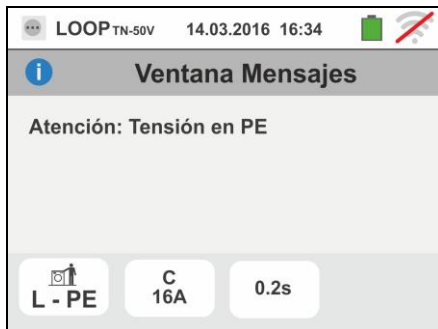 LOOP TN-50V 14.03.2016 16:34
i Ventana Mensajes
Atención: Tensión en PE
L - PE
C
16A
0.2s